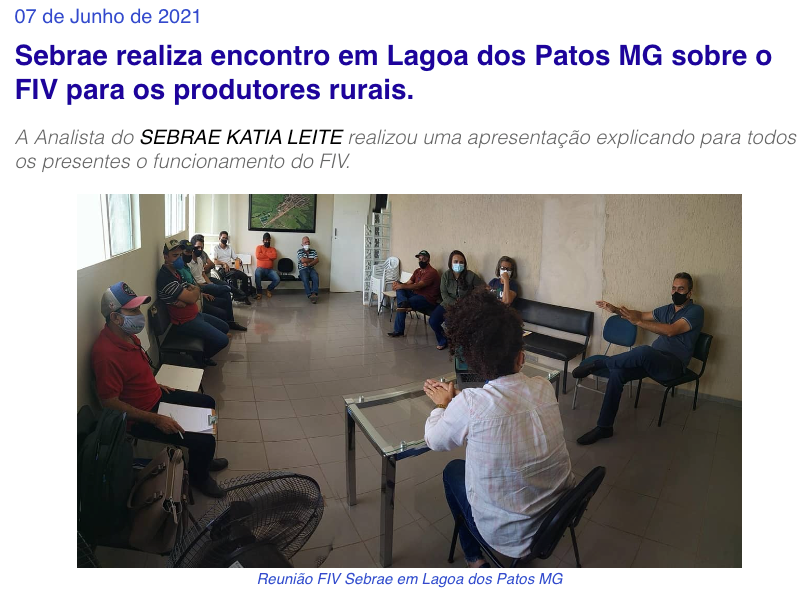 07 de Junho de 2021
Sebrae realiza encontro em Lagoa dos Patos MG sobre o
FIV para os produtores rurais.
A Analista do SEBRAE KATIA LEITE realizou uma apresentação explicando para todos
os presentes o funcionamento do FIV.
Reunião FIV Sebrae em Lagoa dos Patos MG